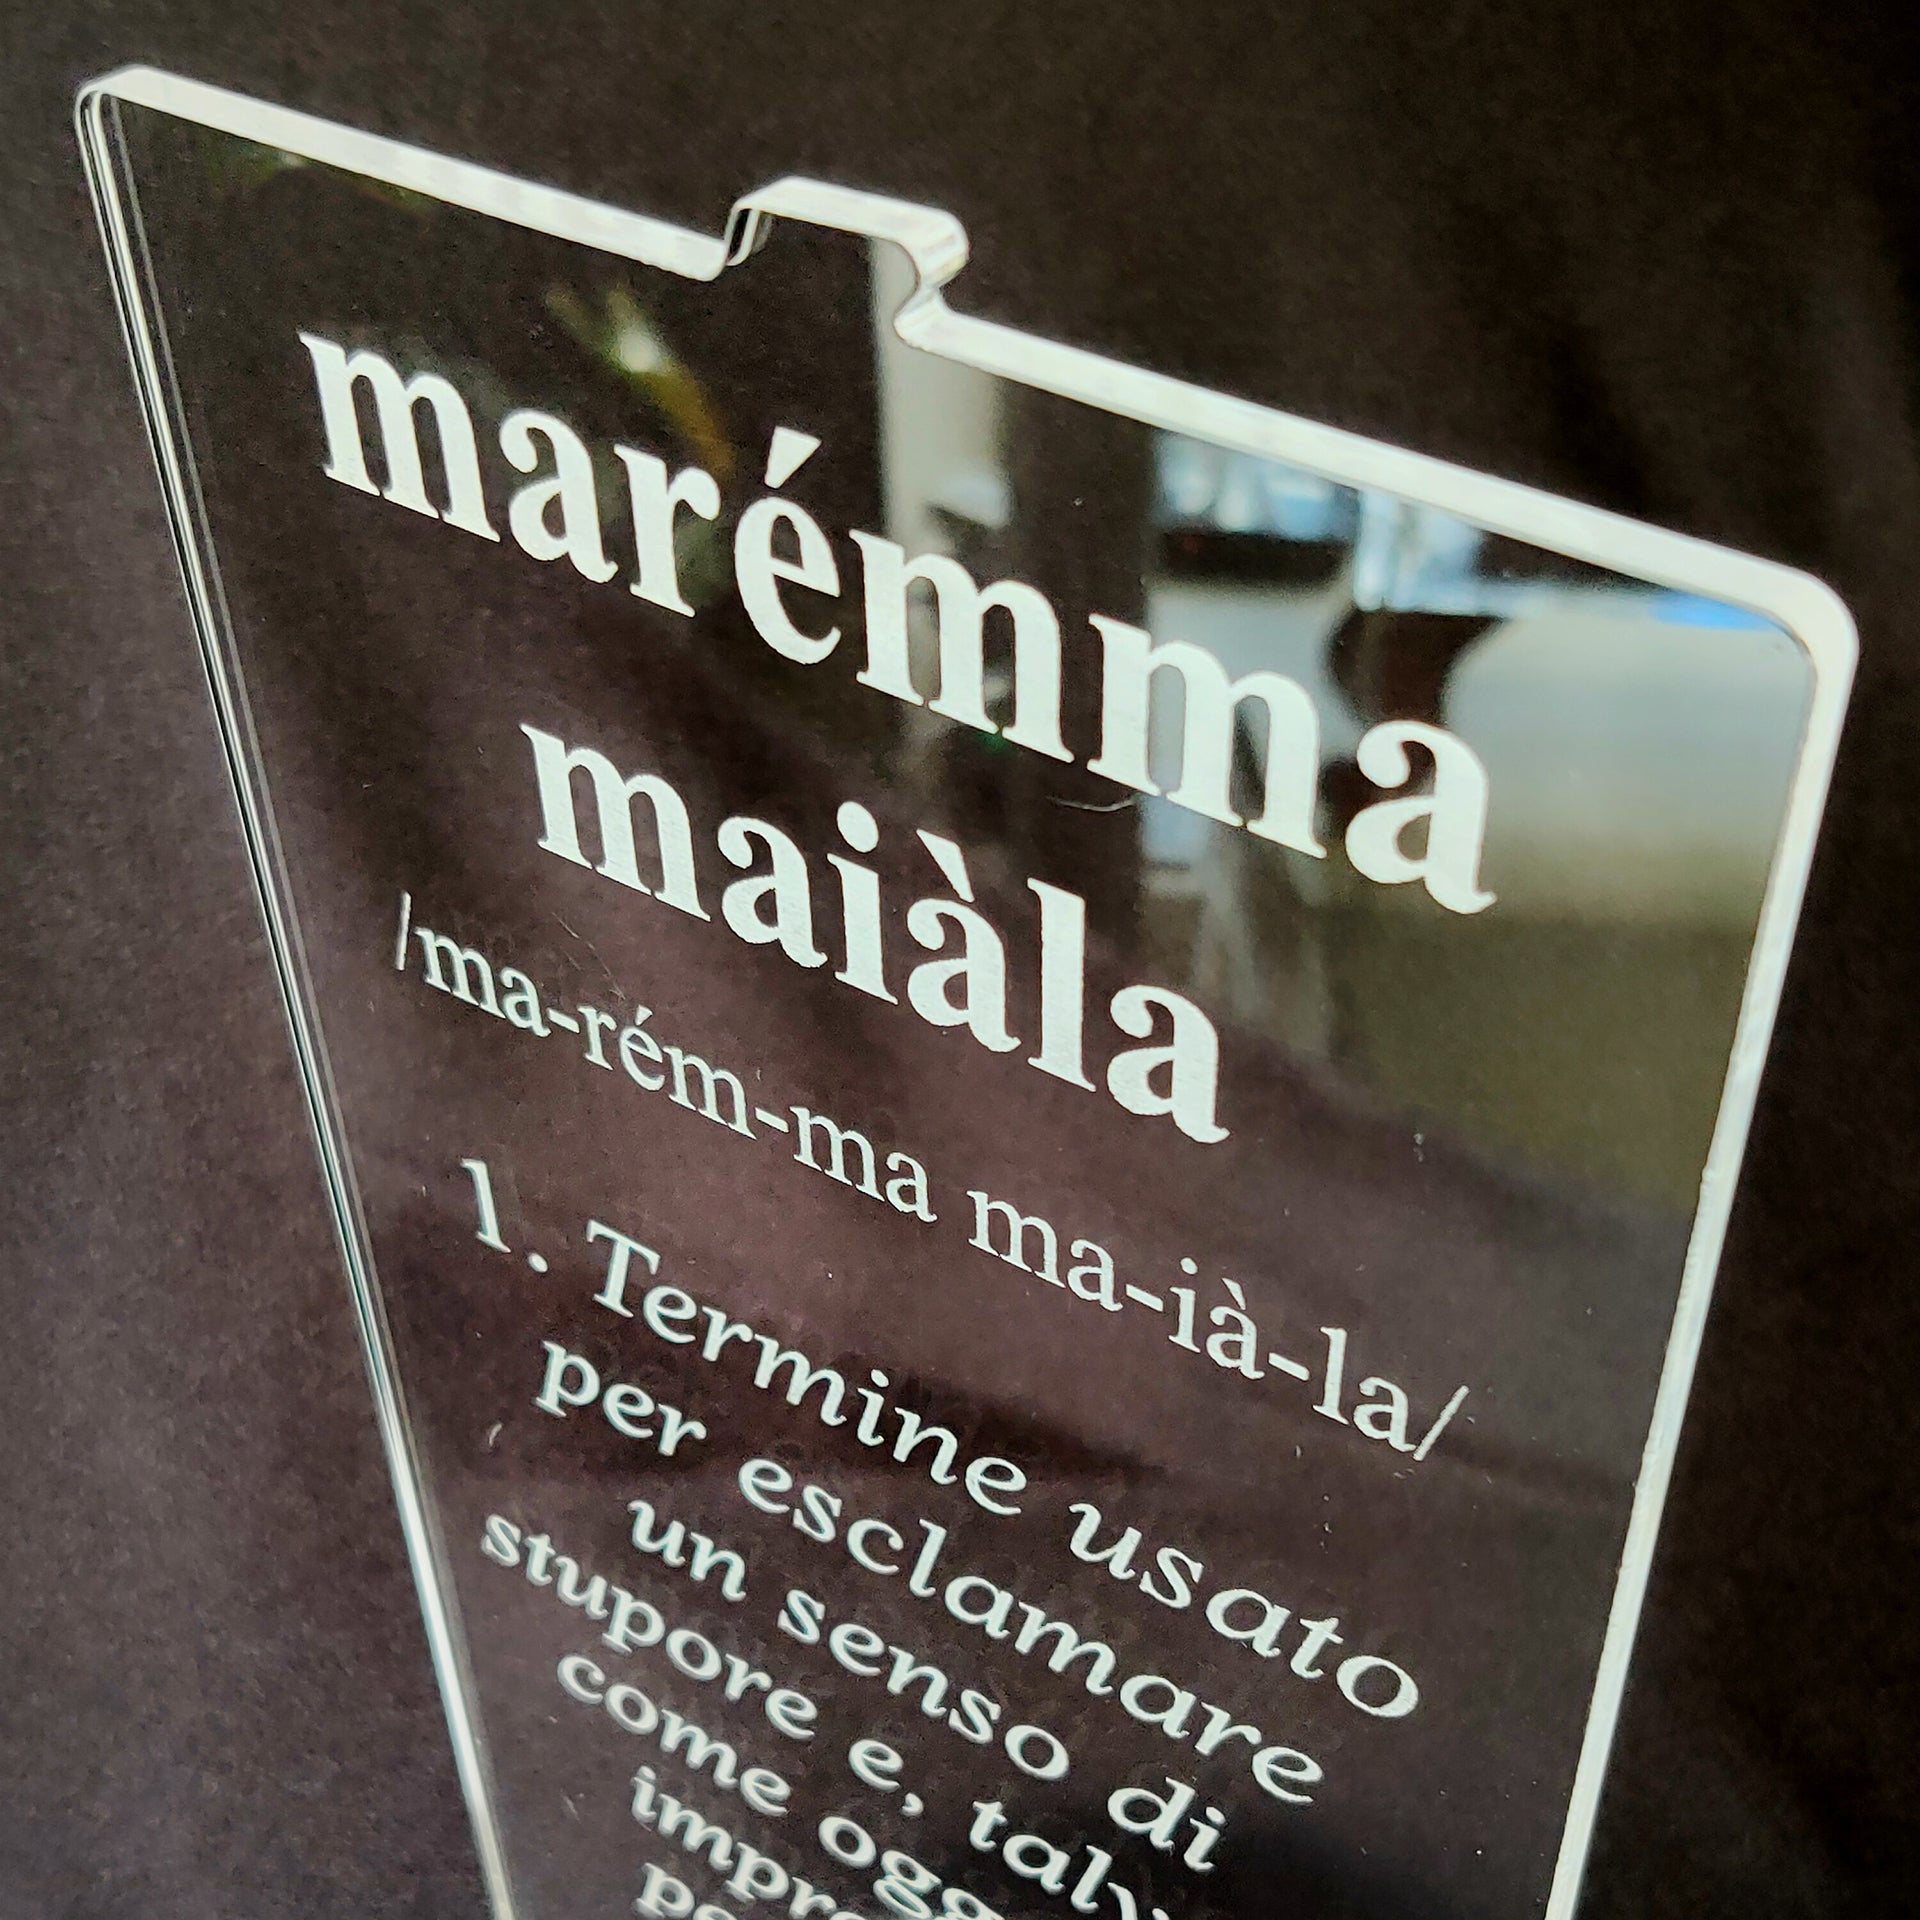 marémma
maiàla
/ma-rém-ma ma-ià-la/
1. Termine usato
per esclamare
un senso di
stupore e,
come